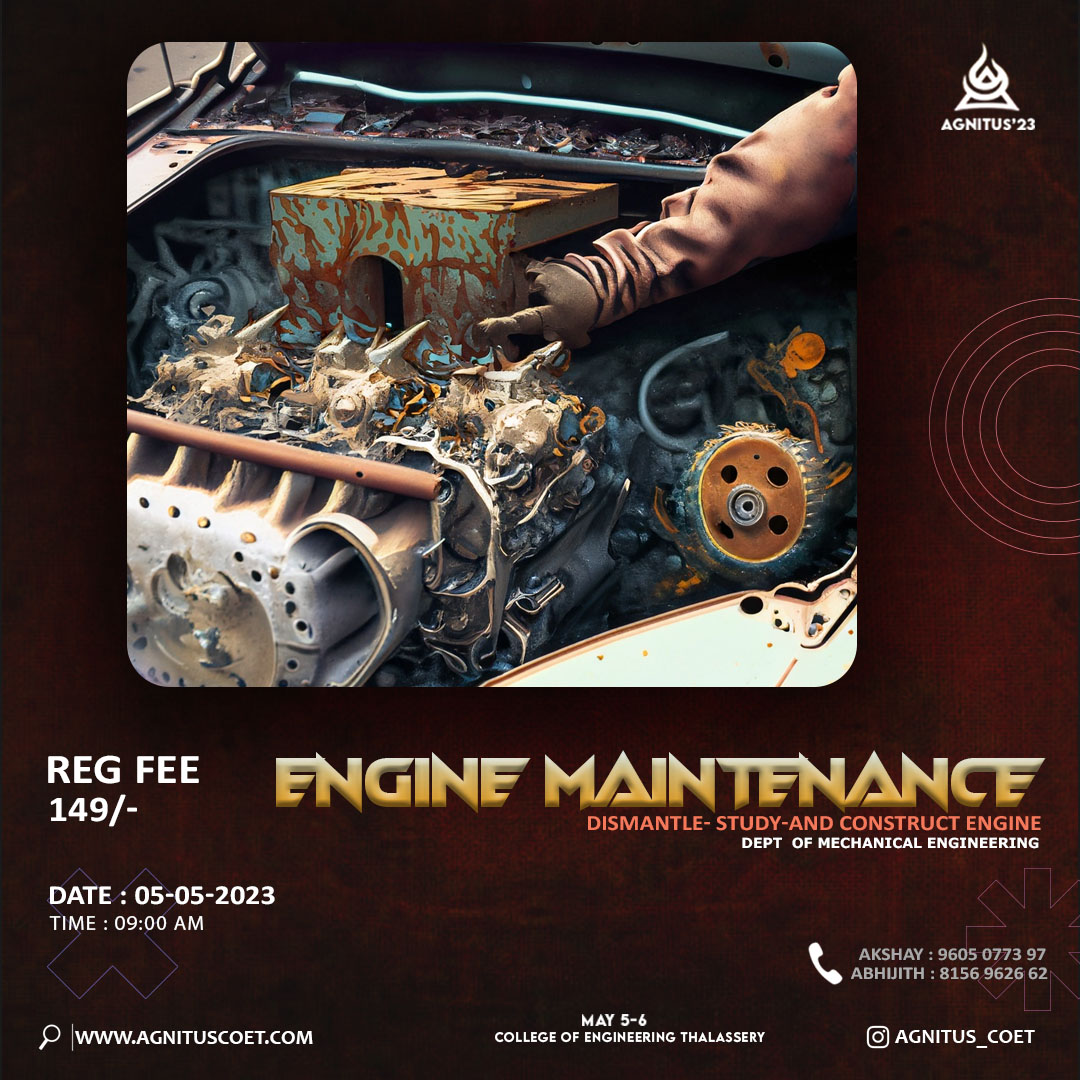 AGNITUS'23
REG FEE
149/-
ENGINE MAINTENANCE
DISMANTLE- STUDY-AND CONSTRUCT ENGINE
DEPT OF MECHANICAL ENGINEERING
DATE : 05-05-2023
TIME : 09:00 AM
AKSHAY : 9605 0773 97
ABHIJITH : 8156 9626 62
WWW.AGNITUSCOET.COM
MAY 5-6
COLLEGE OF ENGINEERING THALASSERY
AGNITUS_COET